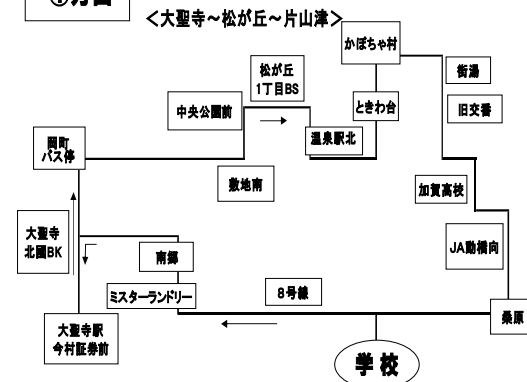 方面
<大聖寺～松が丘～片山津>
かぼちゃ村
松が丘
1丁目BS
街湯
中央公園前
ときわ台
旧交番
温泉駅北
岡町
バス停
敷地南
加賀高校
大聖寺
北國BK
南郷
JA動橋向
ミスターランドリー
8号線
桑原
大聖寺駅
今村証券前
学校